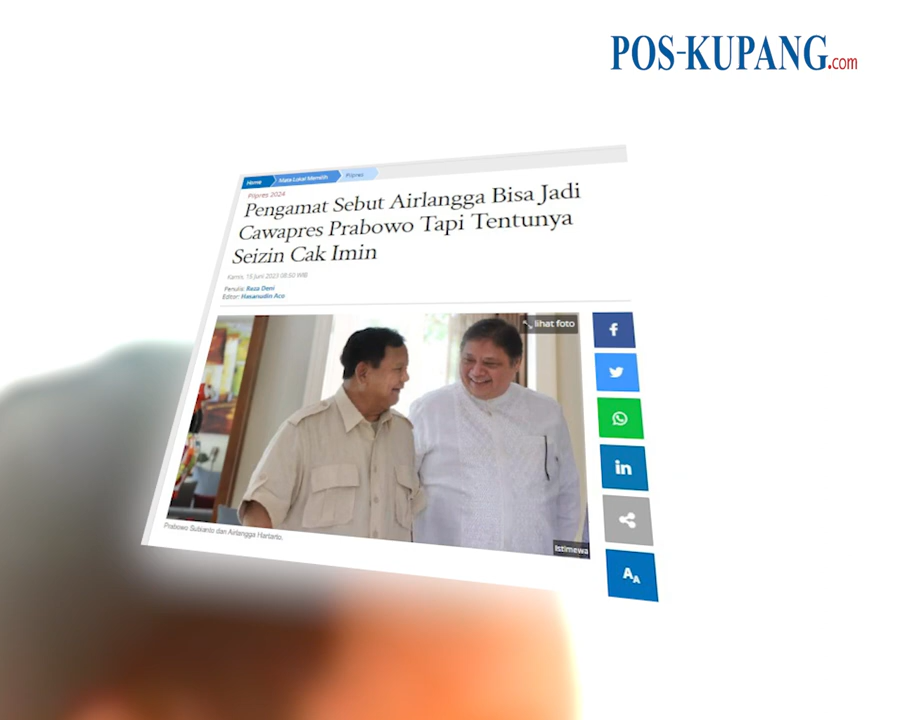 POS-KUPANG.com
Home
Mata Lokal Memilih
Pilpres
Pilpres 2024
Pengamat Sebut Airlangga Bisa Jadi
Cawapres Prabowo Tapi Tentunya
Seizin Cak Imin
Kamis, 15 Juni 2023 08:50 WIB
Penulis: Reza Deni
Editor: Hasanudin Aco
lihat foto
Istimewa
Prabowo Subianto dan Airlangga Hartarto.
AA